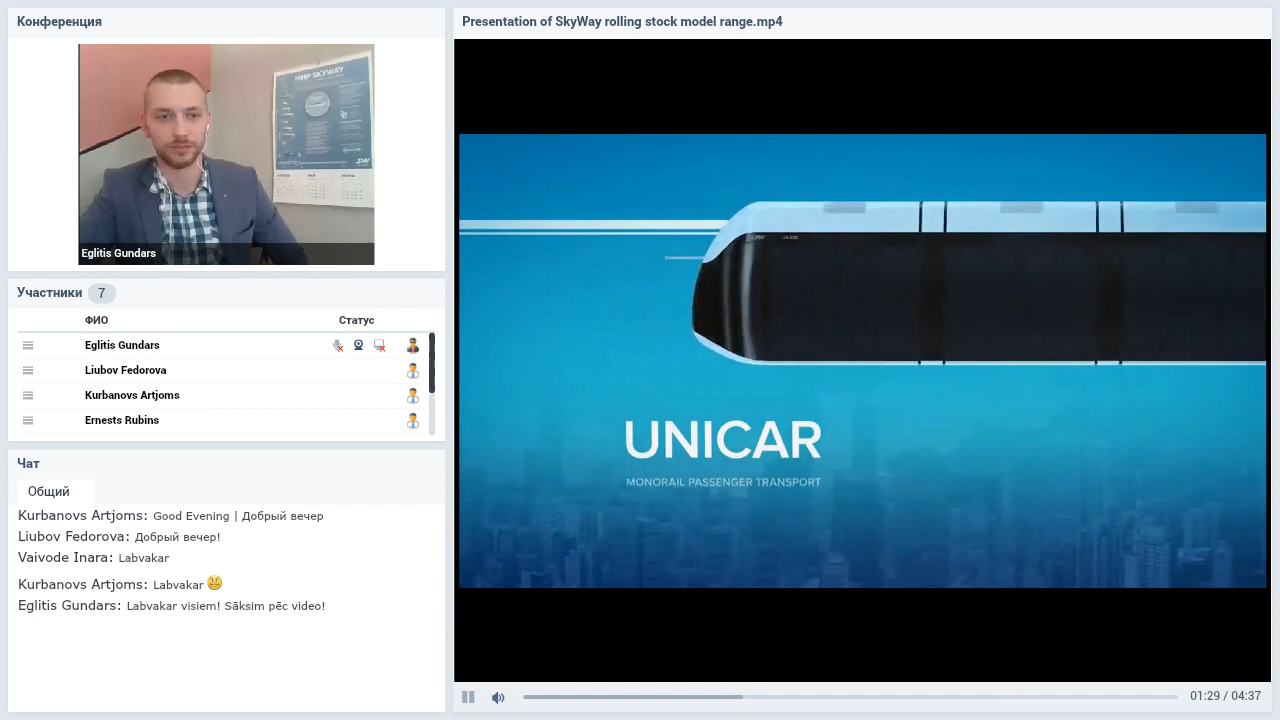 Конференция
МИР SKYWAY
Eglitis Gundars
Участники 7
ФИО Статус
Eglitis Gundars
Liubov Fedorova
Kurbanovs Artjoms
Ernests Rubins
Чат
Общий
Kurbanovs Artjoms: Good Evening | Добрый вечер
Liubov Fedorova: Добрый вечер!
Vaivode Inara: Labvakar
Kurbanovs Artjoms: Labvakar
Eglitis Gundars: Labvakar visiem! Sāksim pēc video!
Presentation of SkyWay rolling stock model range.mp4
UNICAR
MONORAIL PASSENGER TRANSPORT
01:29 / 04:37